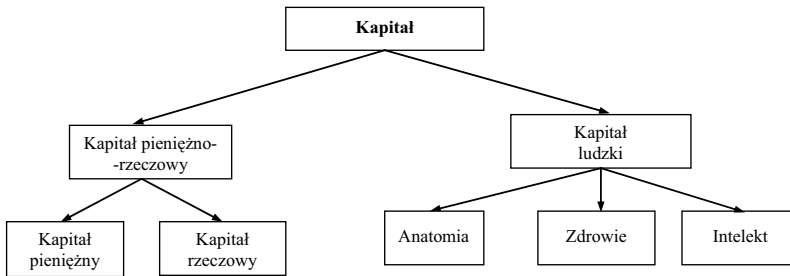 Kapitał
Kapitał pieniężno-
-rzeczowy
Kapitał
ludzki
Kapitał
pieniężny
Kapitał
rzeczowy
Anatomia
Zdrowie
Intelekt